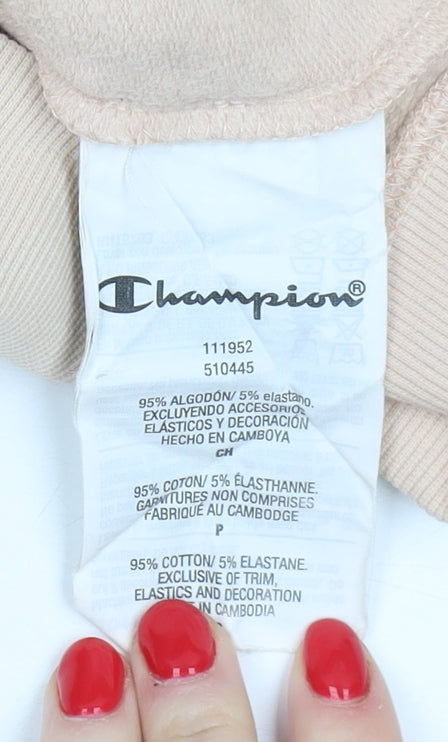 Champion®
111952
510445
95% ALGODÓN/ 5% elastano.
EXCLUYENDO ACCESORIOS
ELÁSTICOS Y DECORACIÓN
HECHO EN CAMBOYA
CH
95% COTON/ 5% ÉLASTHANNE.
GARNITURES NON COMPRISES
FABRIQUÉ AU CAMBODGE
P
95% COTTON/ 5% ELASTANE.
EXCLUSIVE OF TRIM,
ELASTICS AND DECORATION
IN CAMBODIA